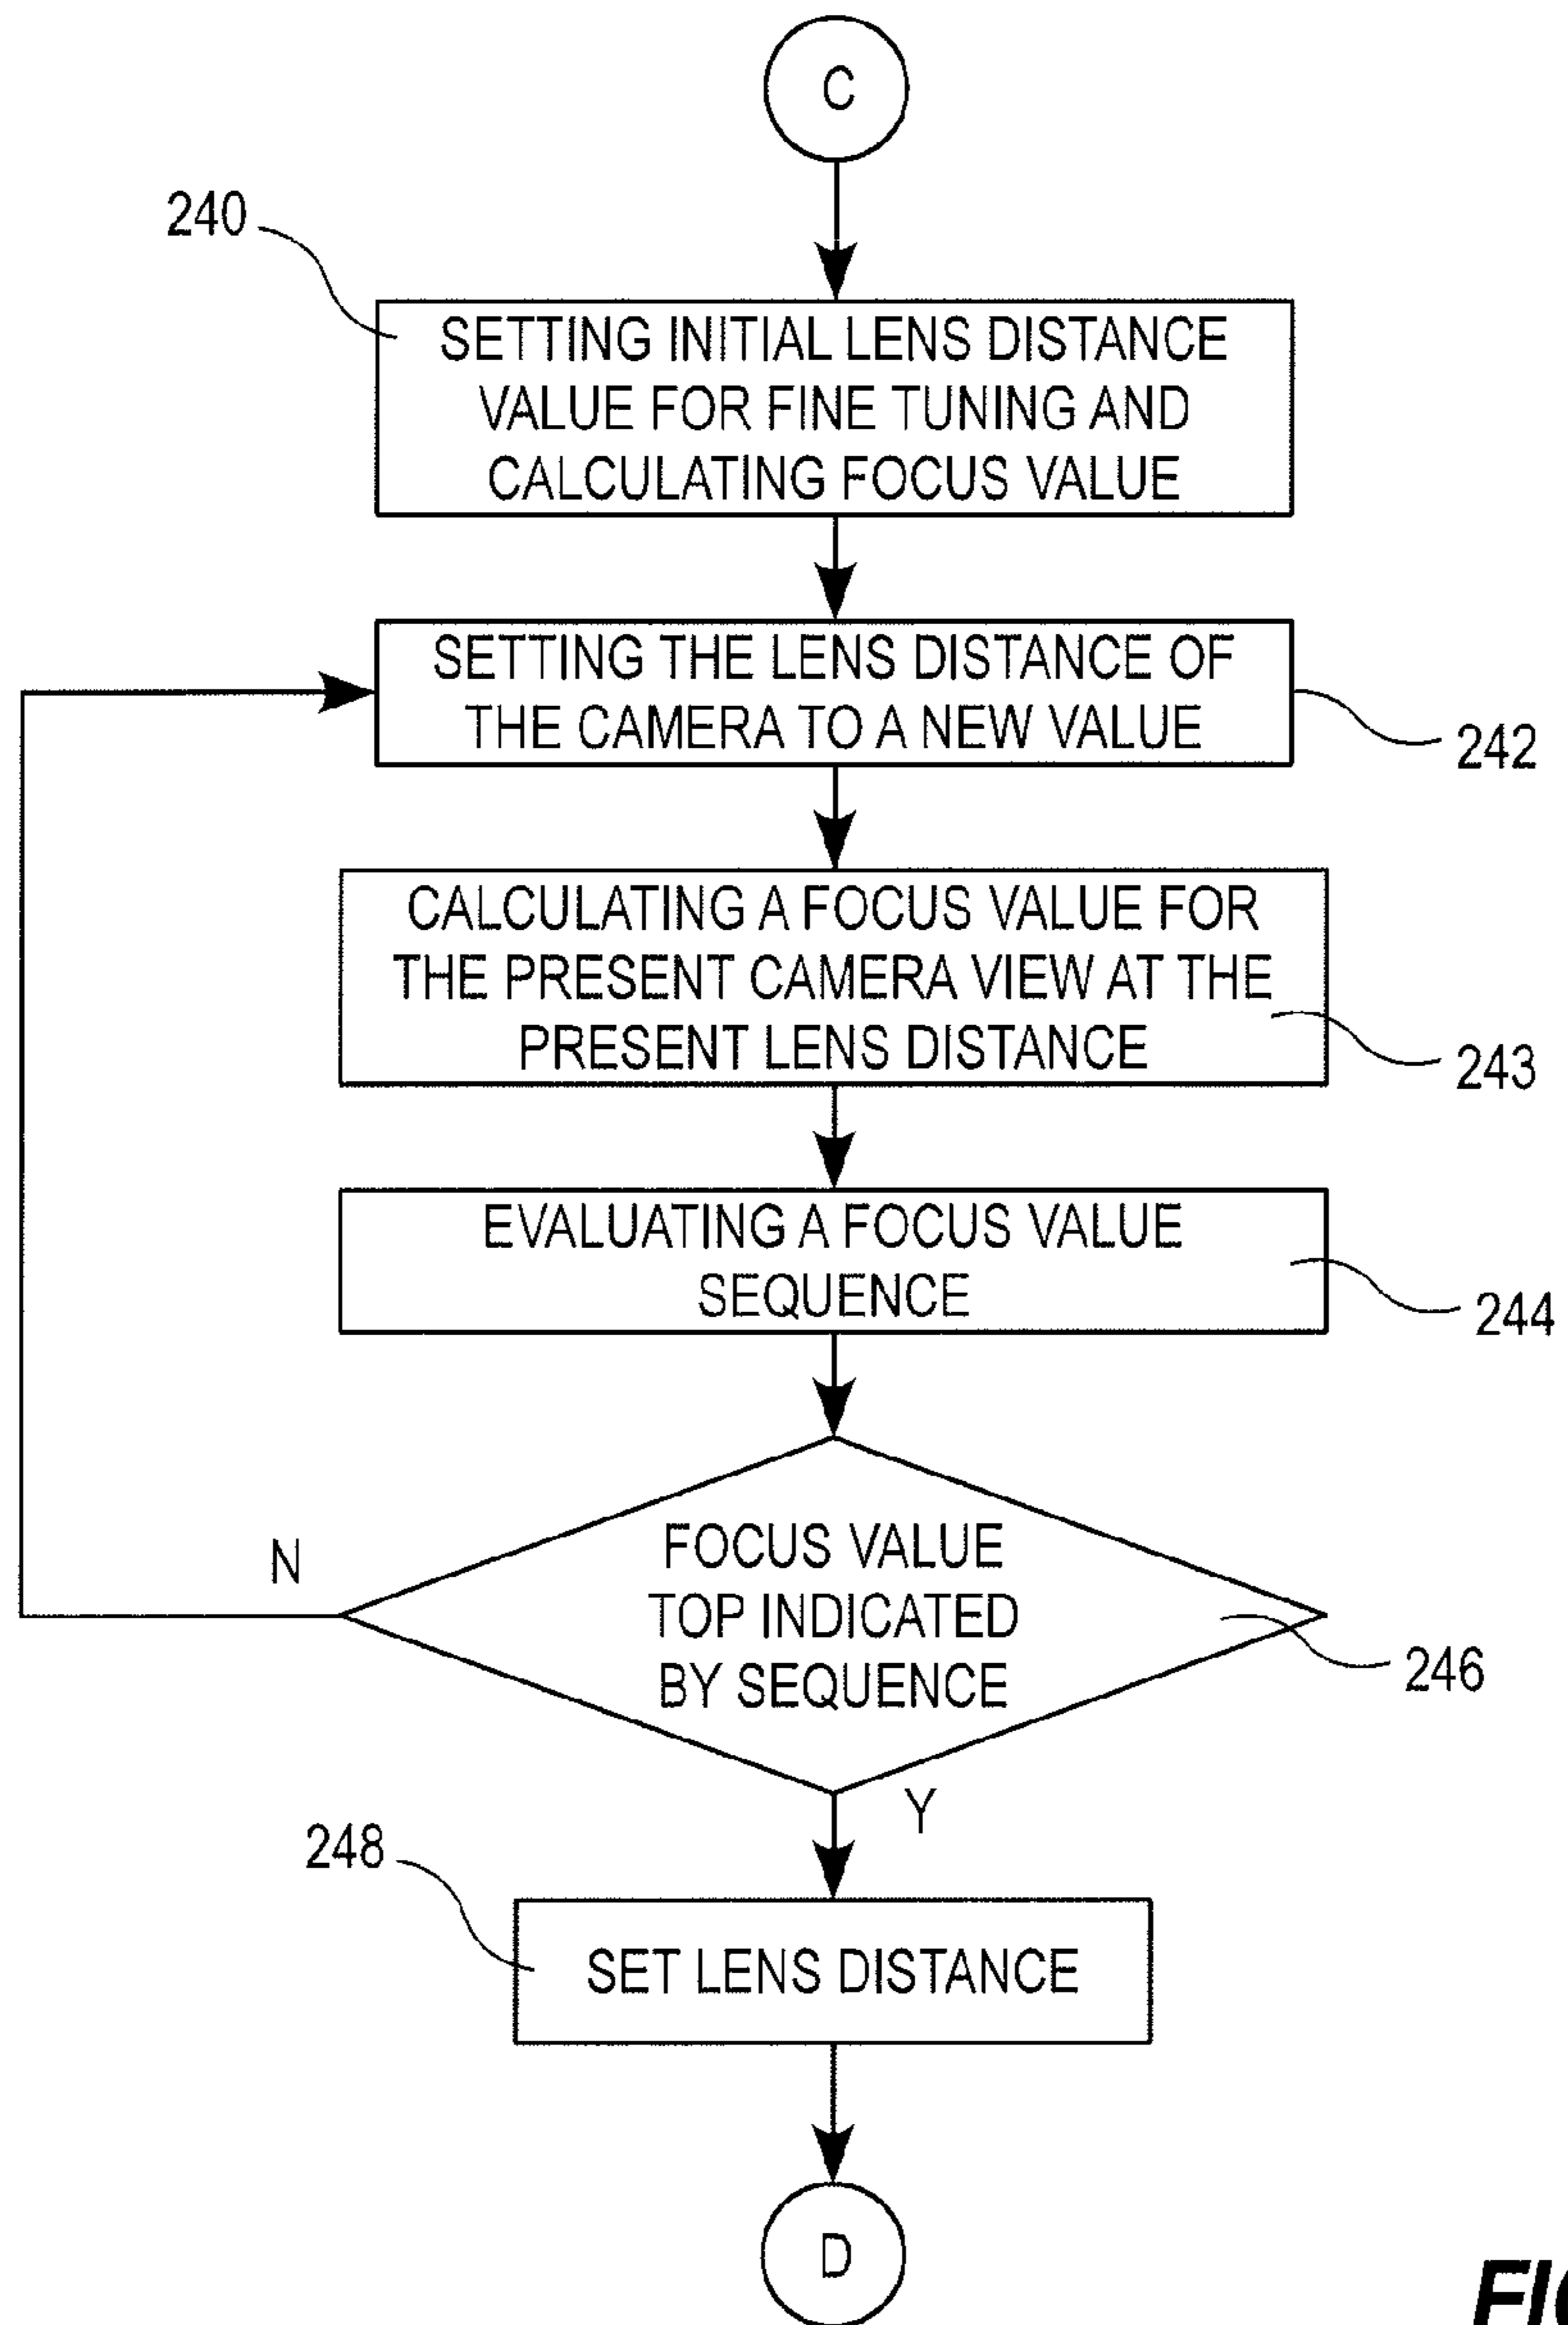 C
240
SETTING INITIAL LENS DISTANCE
VALUE FOR FINE TUNING AND
CALCULATING FOCUS VALUE
SETTING THE LENS DISTANCE OF
THE CAMERA TO A NEW VALUE
242
CALCULATING A FOCUS VALUE FOR
THE PRESENT CAMERA VIEW AT THE
PRESENT LENS DISTANCE
243
EVALUATING A FOCUS VALUE
SEQUENCE
244
N
FOCUS VALUE
TOP INDICATED
BY SEQUENCE
246
Y
248
SET LENS DISTANCE
D